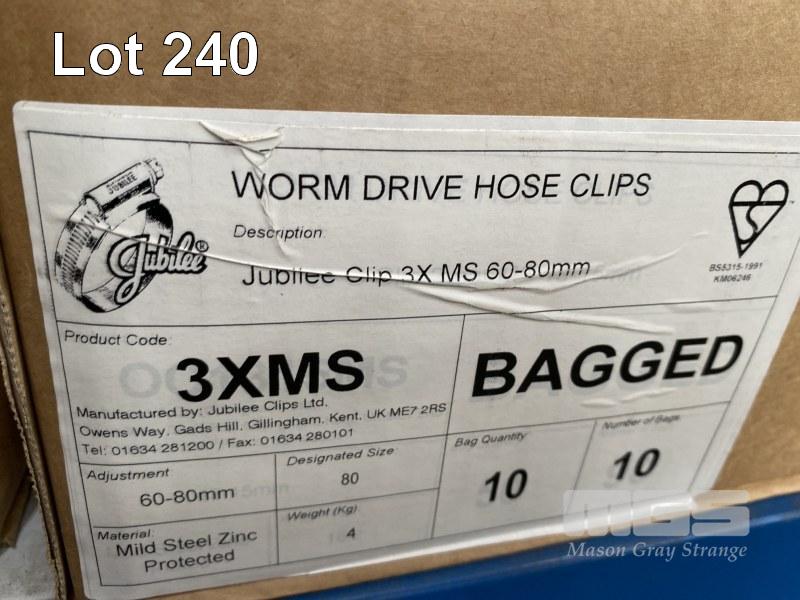 Lot 240
JUBILEE
Jubilee®
WORM DRIVE HOSE CLIPS
Description:
Jubilee Clip 3X MS 60-80mm
S
BS5315-1991
KM06246
Product Code:
3XMS
BAGGED
Manufactured by: Jubilee Clips Ltd.
Owens Way, Gads Hill, Gillingham, Kent. UK ME7 2RS
Tel: 01634 281200 / Fax: 01634 280101
Adjustment
60-80mm
Designated Size
80
Bag Quantity
10
Number of Bags
10
Material:
Mild Steel Zinc
Protected
Weight (Kg)
4
MGS
Mason Gray Strange